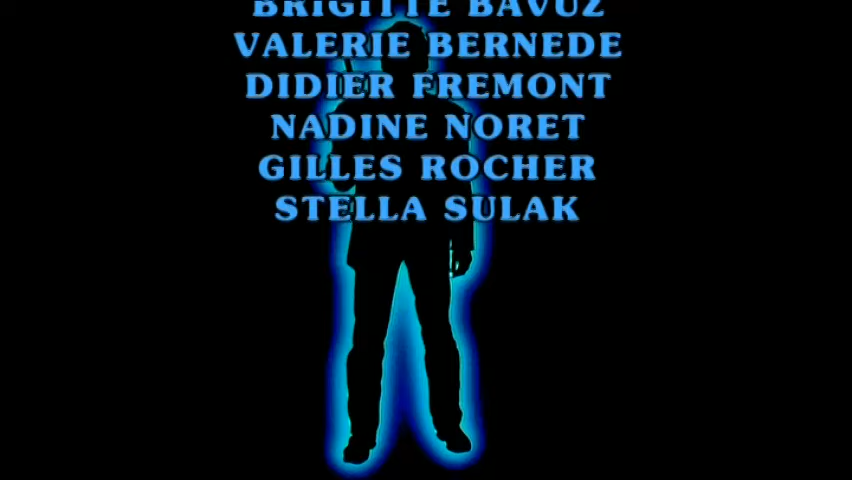 BRIGITTE BAVUZ
VALERIE BERNEDE
DIDIER FREMONT
NADINE NORET
GILLES ROCHER
STELLA SULAK